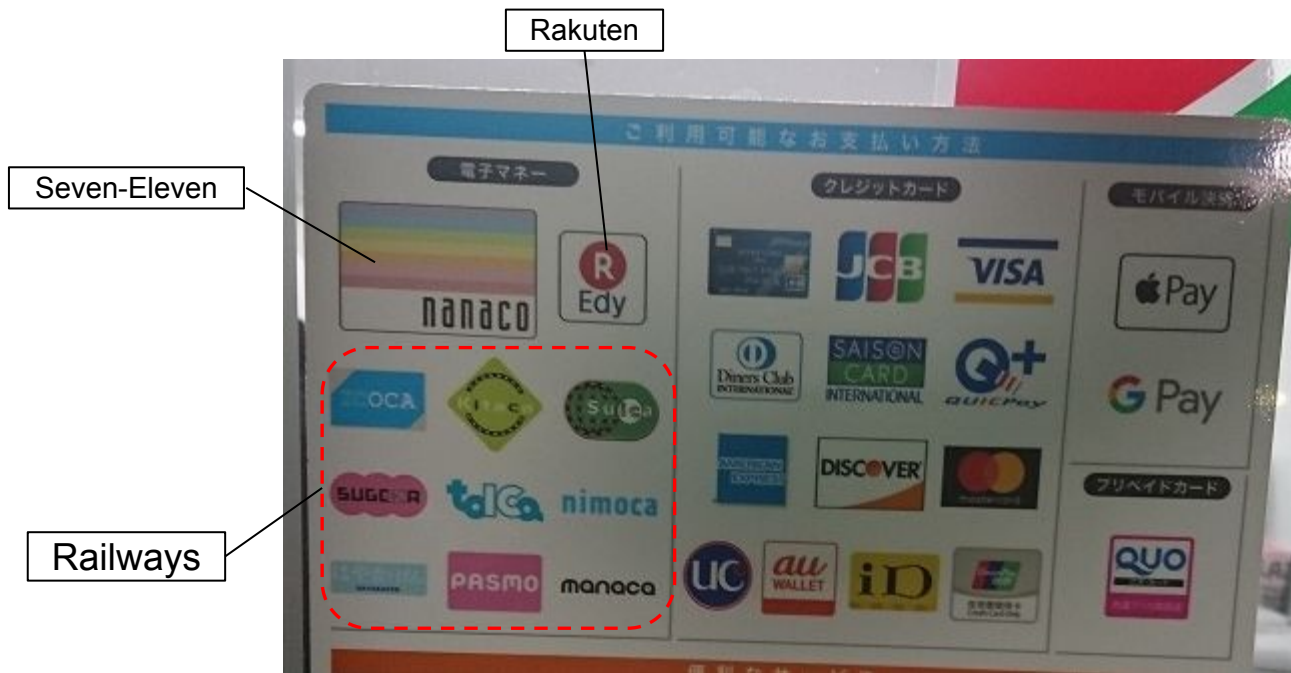 Rakuten
Seven-Eleven
Railways
ご利用可能なお支払い方法
電子マネー
nanaco
R
Edy
ICOCA
Kitaca
Suica
SUGOCA
toICa
nimoca
PASMO
manaca
クレジットカード
JCB
VISA
Diners Club
INTERNATIONAL
SAISON
CARD
INTERNATIONAL
Q+
QUICPay
AMERICAN
EXPRESS
DISCOVER
mastercard
UC
au
WALLET
iD
モバイル決済
Pay
G Pay
プリペイドカード
QUO